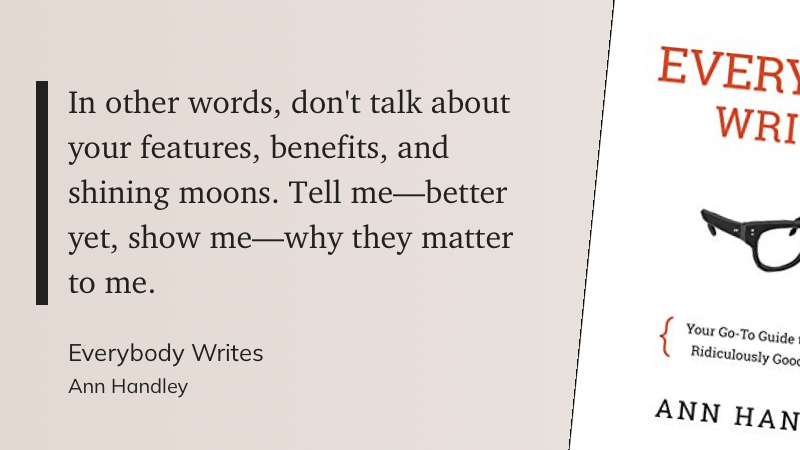 In other words, don't talk about
your features, benefits, and
shining moons. Tell me—better
yet, show me—why they matter
to me.
Everybody Writes
Ann Handley
EVERY
WRI
{ Your Go-To Guide
Ridiculously Good
ANN HAN